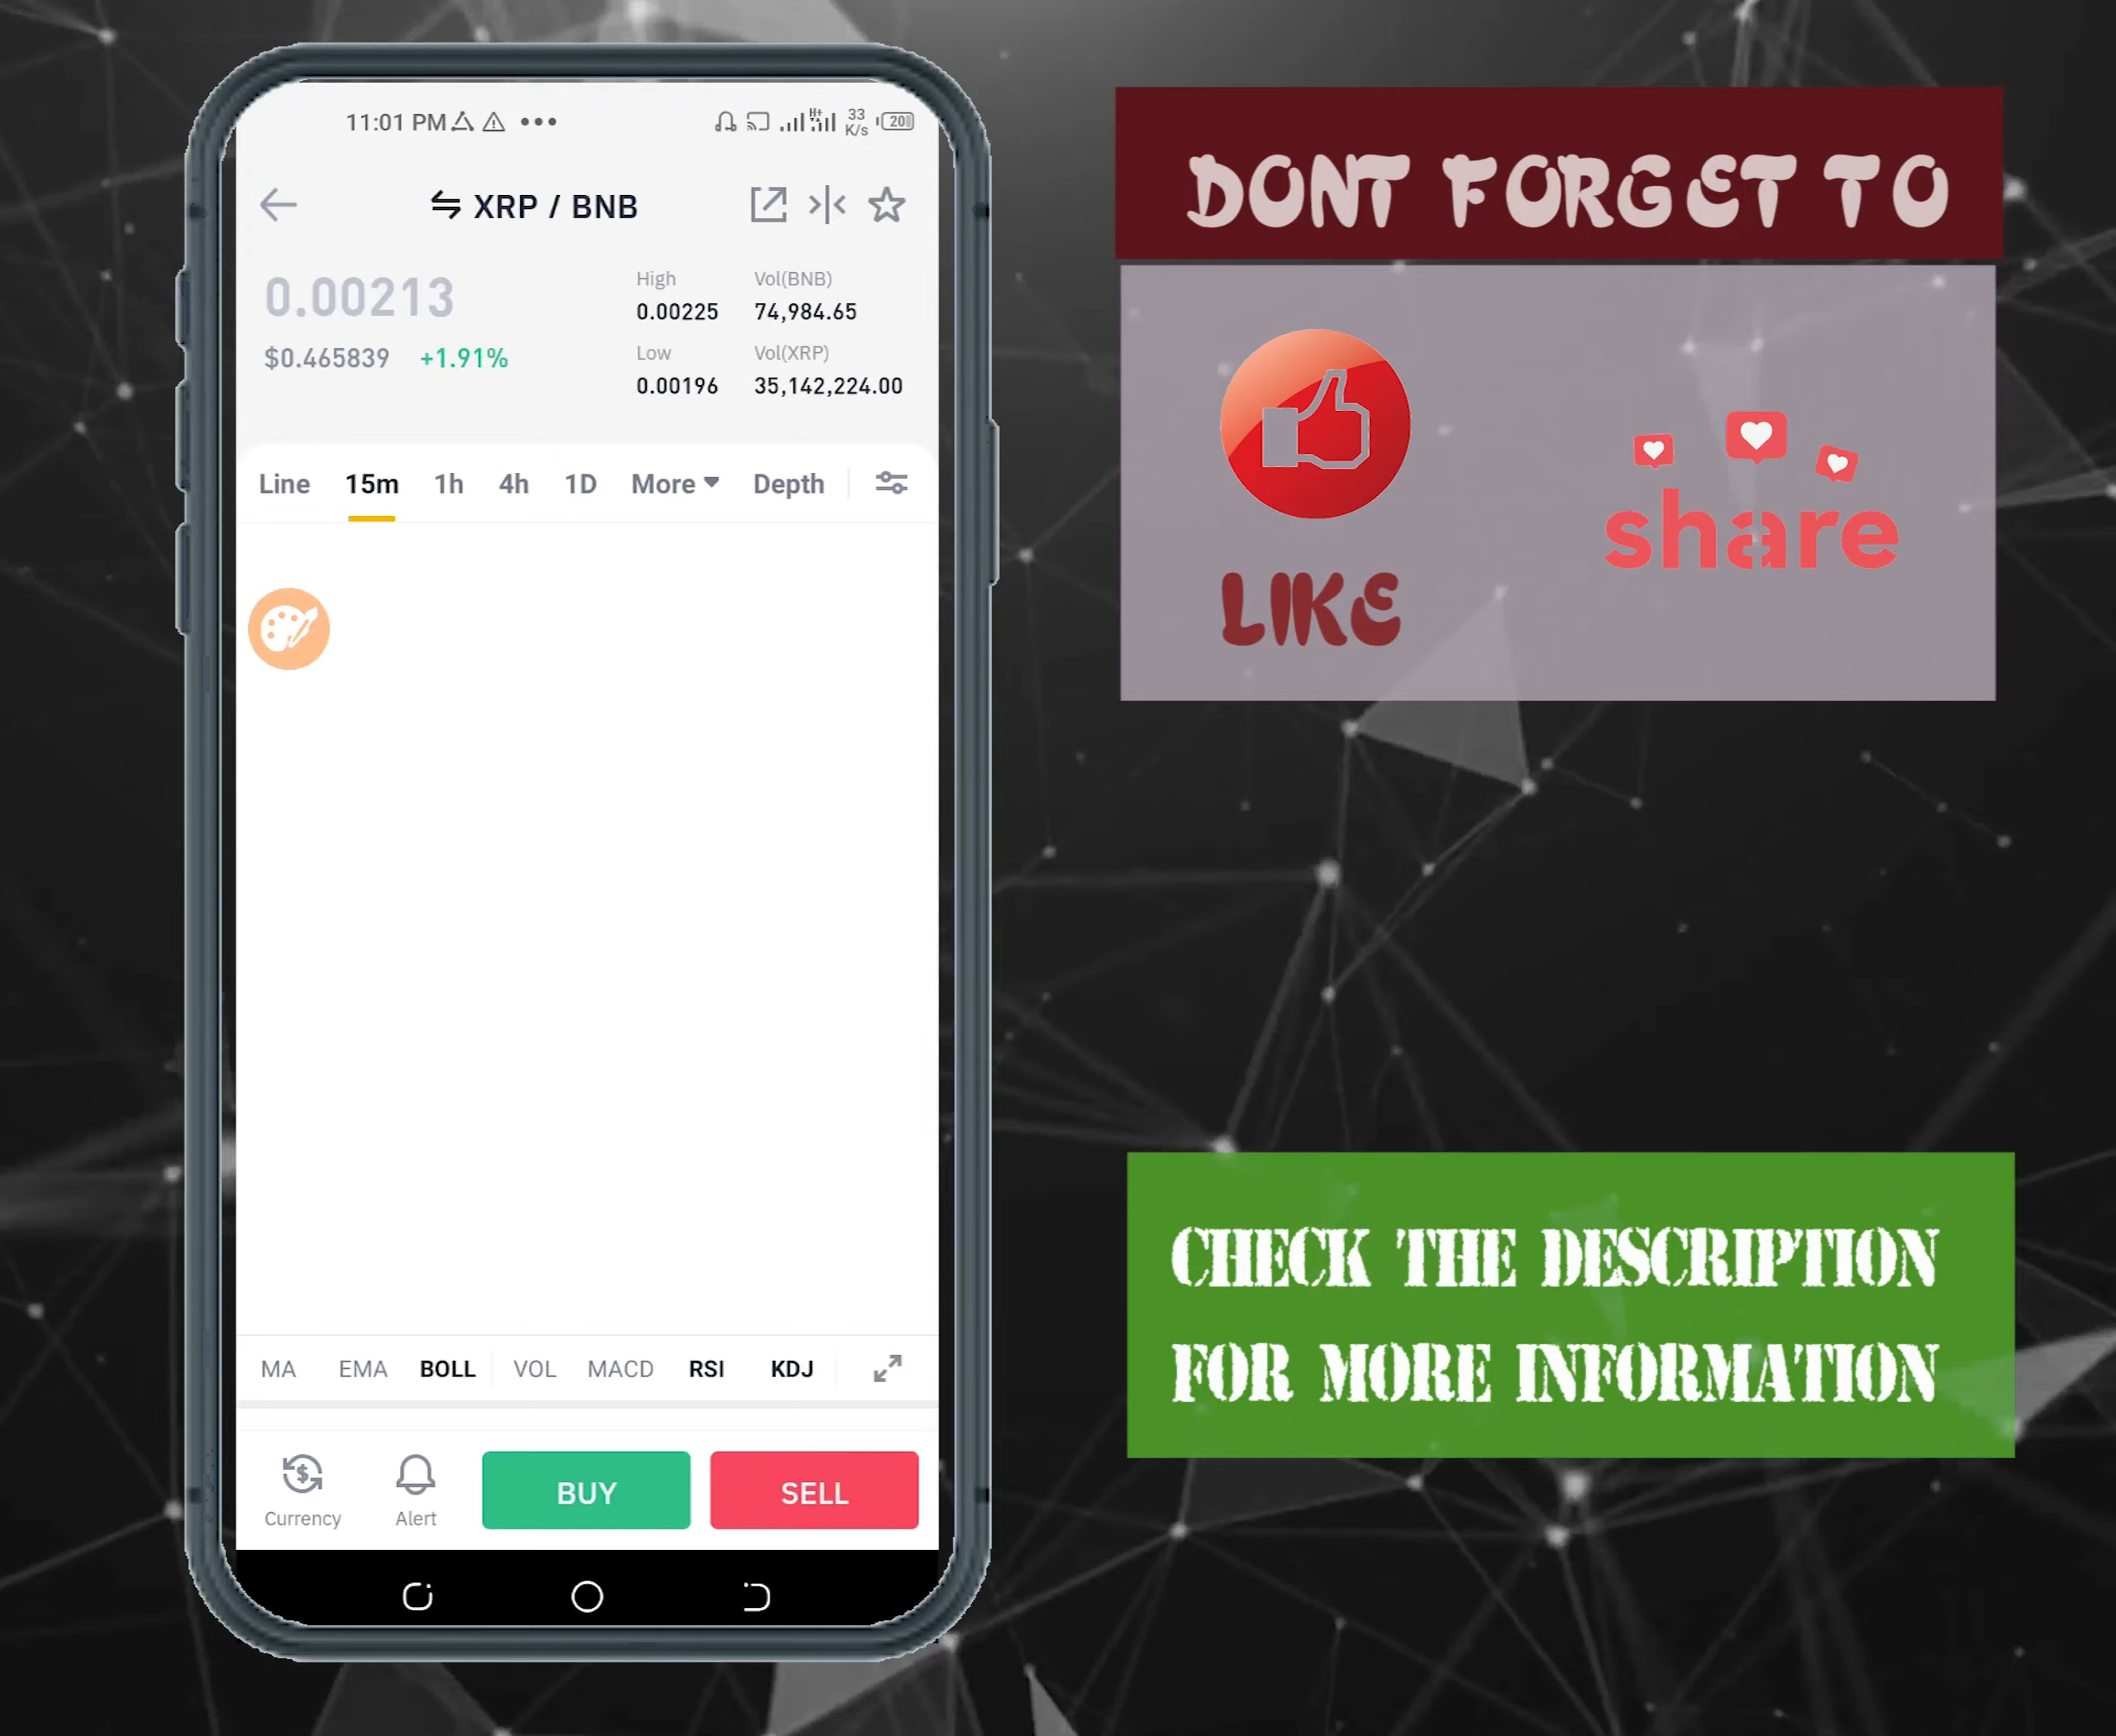 11:01 PM
H+
33
K/s
20
XRP / BNB
0.00213
$0.465839 +1.91%
High
0.00225
Low
0.00196
Vol(BNB)
74,984.65
Vol(XRP)
35,142,224.00
Line 15m 1h 4h 1D More Depth
MA EMA BOLL VOL MACD RSI KDJ
Currency
Alert
BUY
SELL
DONT FORGET TO
LIKE
share
CHECK THE DESCRIPTION
FOR MORE INFORMATION